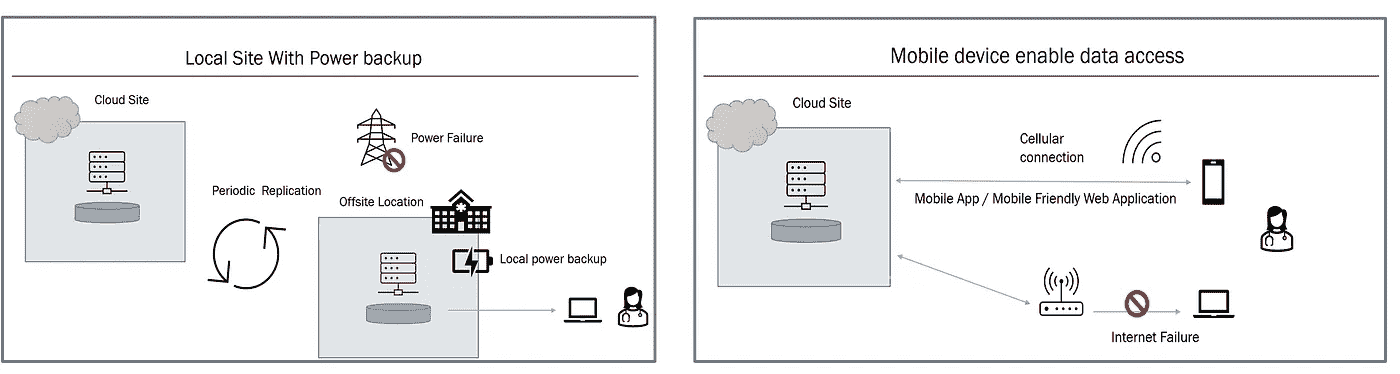 Local Site With Power backup
Cloud Site
Power Failure
Periodic Replication
Offsite Location
Local power backup
Mobile device enable data access
Cloud Site
Cellular
connection
Mobile App / Mobile Friendly Web Application
Internet Failure